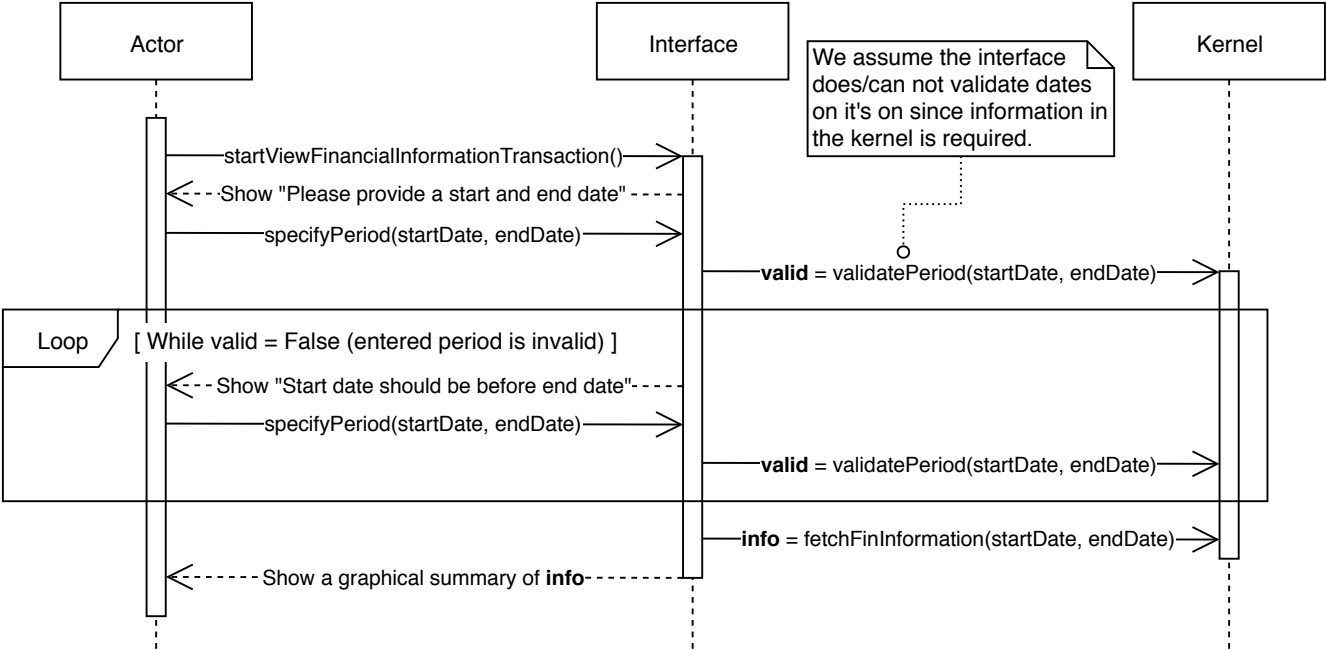 Actor
Interface
Kernel
We assume the interface
does/can not validate dates
on it's on since information in
the kernel is required.
startViewFinancialInformationTransaction()
Show "Please provide a start and end date"
specifyPeriod(startDate, endDate)
valid = validatePeriod(startDate, endDate)
Loop
[ While valid = False (entered period is invalid) ]
Show "Start date should be before end date"
specifyPeriod(startDate, endDate)
valid = validatePeriod(startDate, endDate)
info = fetchFinInformation(startDate, endDate)
Show a graphical summary of info